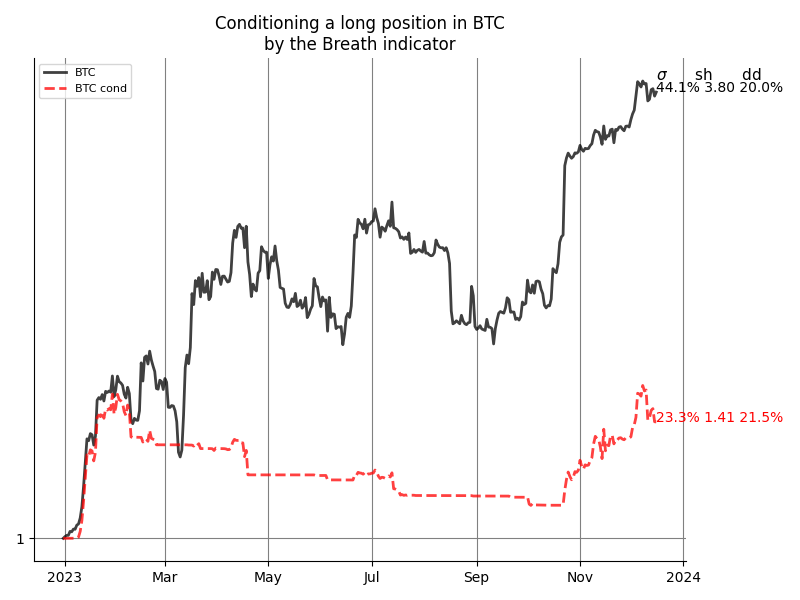 Conditioning a long position in BTC
by the Breath indicator
BTC
BTC cond
σ sh dd
44.1% 3.80 20.0%
23.3% 1.41 21.5%
1
2023 Mar May Jul Sep Nov 2024